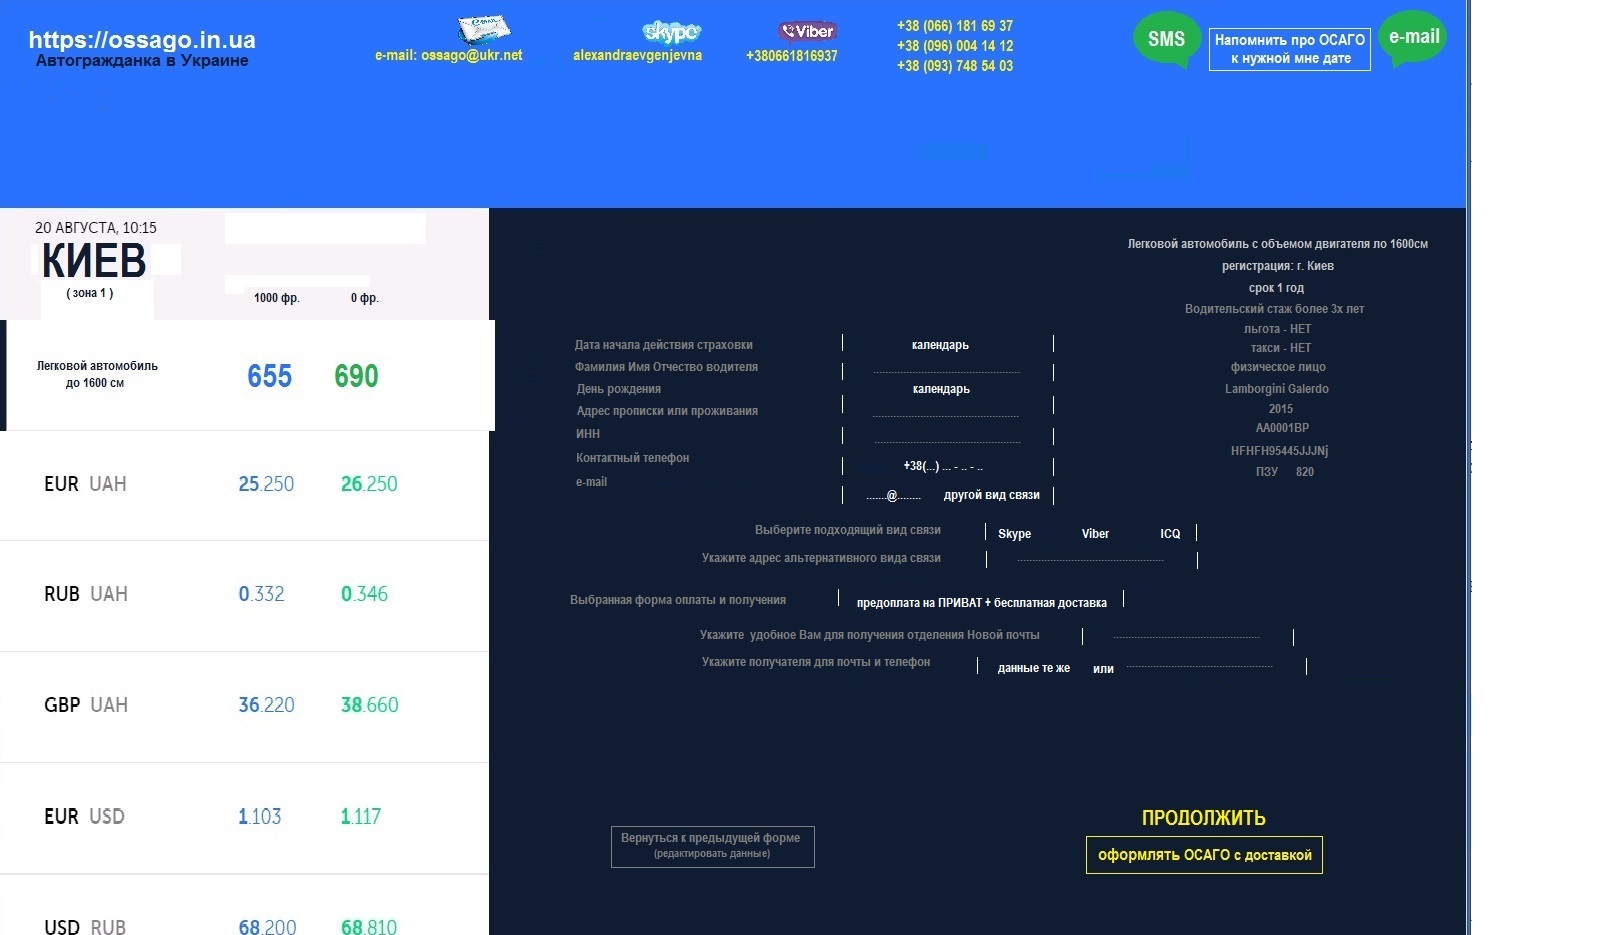 https://ossago.in.ua
Автогражданка в Украине
e-mail
e-mail: ossago@ukr.net
skype
alexandraevgenjevna
Viber
+380661816937
+38 (066) 181 69 37
+38 (096) 004 14 12
+38 (093) 748 54 03
SMS
Напомнить про ОСАГО
к нужной мне дате
e-mail
20 АВГУСТА, 10:15
КИЕВ
( зона 1 )
1000 фр. 0 фр.
Легковой автомобиль
до 1600 см
655 690
EUR UAH 25.250 26.250
RUB UAH 0.332 0.346
GBP UAH 36.220 38.660
EUR USD 1.103 1.117
USD RUB 68.200 68.810
Легковой автомобиль с объемом двигателя ло 1600см
регистрация: г. Киев
срок 1 год
Водительский стаж более 3х лет
льгота - НЕТ
такси - НЕТ
физическое лицо
Lamborgini Galerdo
2015
AA0001BP
HFHFH95445JJJNj
ПЗУ 820
Дата начала действия страховки календарь
Фамилия Имя Отчество водителя
День рождения календарь
Адрес прописки или проживания
ИНН
Контактный телефон +38(...) ... - .. - ..
e-mail .......@........ другой вид связи
Выберите подходящий вид связи Skype Viber ICQ
Укажите адрес альтернативного вида связи
Выбранная форма оплаты и получения предоплата на ПРИВАТ + бесплатная доставка
Укажите удобное Вам для получения отделения Новой почты
Укажите получателя для почты и телефон данные те же или
Вернуться к предыдущей форме
(редактировать данные)
ПРОДОЛЖИТЬ
оформлять ОСАГО с доставкой